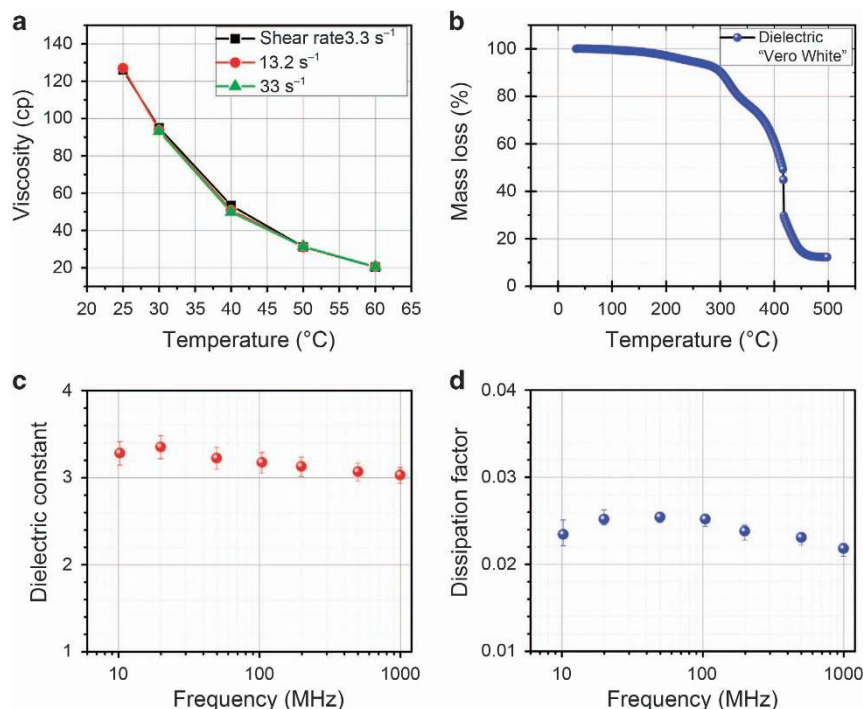 a
Shear rate3.3 s⁻¹
13.2 s⁻¹
33 s⁻¹
140
120
100
80
60
40
20
Viscosity (cp)
20 25 30 35 40 45 50 55 60 65
Temperature (°C)
b
Dielectric
“Vero White”
100
80
60
40
20
0
Mass loss (%)
0 100 200 300 400 500
Temperature (°C)
c
4
3
2
1
Dielectric constant
10 100 1000
Frequency (MHz)
d
0.04
0.03
0.02
0.01
Dissipation factor
10 100 1000
Frequency (MHz)